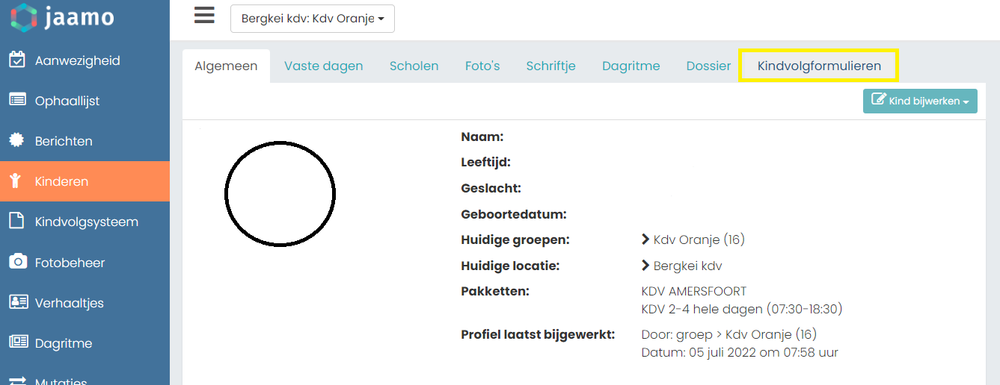 jaamo
Bergkei kdv: Kdv Oranje
Aanwezigheid
Ophaallijst
Berichten
Kinderen
Kindvolgsysteem
Fotobeheer
Verhaaltjes
Dagritme
Mutaties
Algemeen Vaste dagen Scholen Foto's Schriftje Dagritme Dossier Kindvolgformulieren
Kind bijwerken
Naam:
Leeftijd:
Geslacht:
Geboortedatum:
Huidige groepen: Kdv Oranje (16)
Huidige locatie: Bergkei kdv
Pakketten: KDV AMERSFOORT
KDV 2-4 hele dagen (07:30-18:30)
Profiel laatst bijgewerkt: Door: groep > Kdv Oranje (16)
Datum: 05 juli 2022 om 07:58 uur